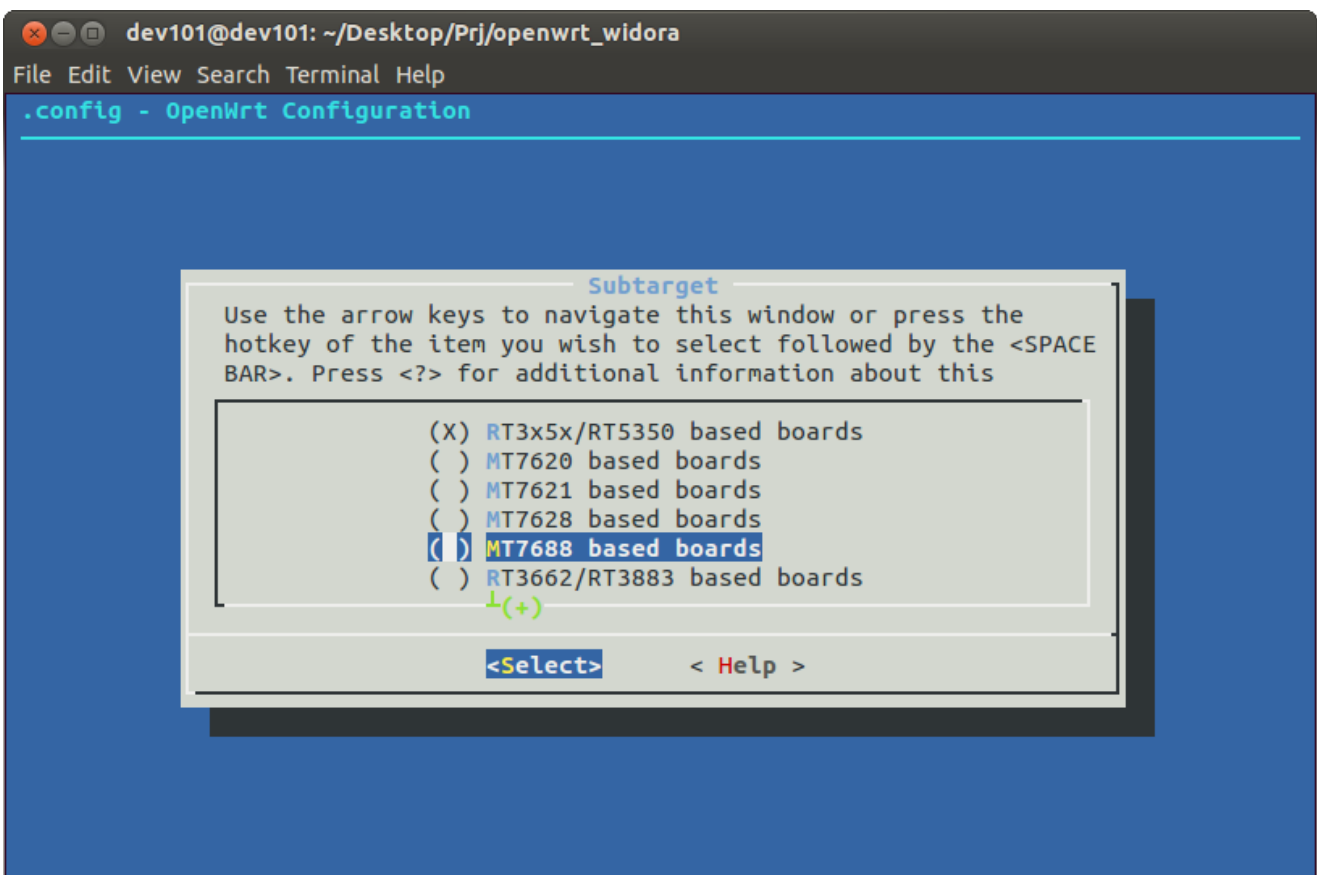 dev101@dev101: ~/Desktop/Prj/openwrt_widora
File Edit View Search Terminal Help
.config - OpenWrt Configuration
Subtarget
Use the arrow keys to navigate this window or press the
hotkey of the item you wish to select followed by the <SPACE
BAR>. Press <?> for additional information about this
(X) RT3x5x/RT5350 based boards
( ) MT7620 based boards
( ) MT7621 based boards
( ) MT7628 based boards
( ) MT7688 based boards
( ) RT3662/RT3883 based boards
┴(+)
<Select> < Help >